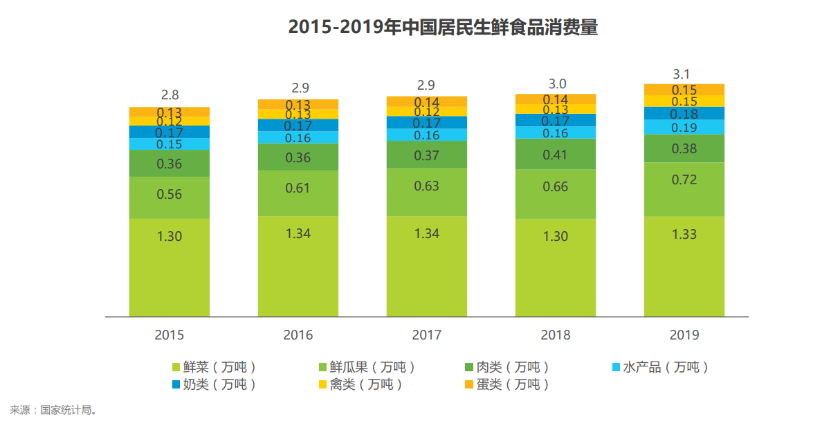 2015-2019年中国居民生鲜食品消费量
2.8 2.9 2.9 3.0 3.1
0.13 0.13 0.14 0.14 0.15
0.12 0.13 0.12 0.13 0.15
0.17 0.17 0.17 0.17 0.18
0.15 0.16 0.16 0.16 0.19
0.36 0.36 0.37 0.41 0.38
0.56 0.61 0.63 0.66 0.72
1.30 1.34 1.34 1.30 1.33
2015 2016 2017 2018 2019
鲜菜（万吨） 鲜瓜果（万吨） 肉类（万吨） 水产品（万吨）
奶类（万吨） 禽类（万吨） 蛋类（万吨）
来源：国家统计局。